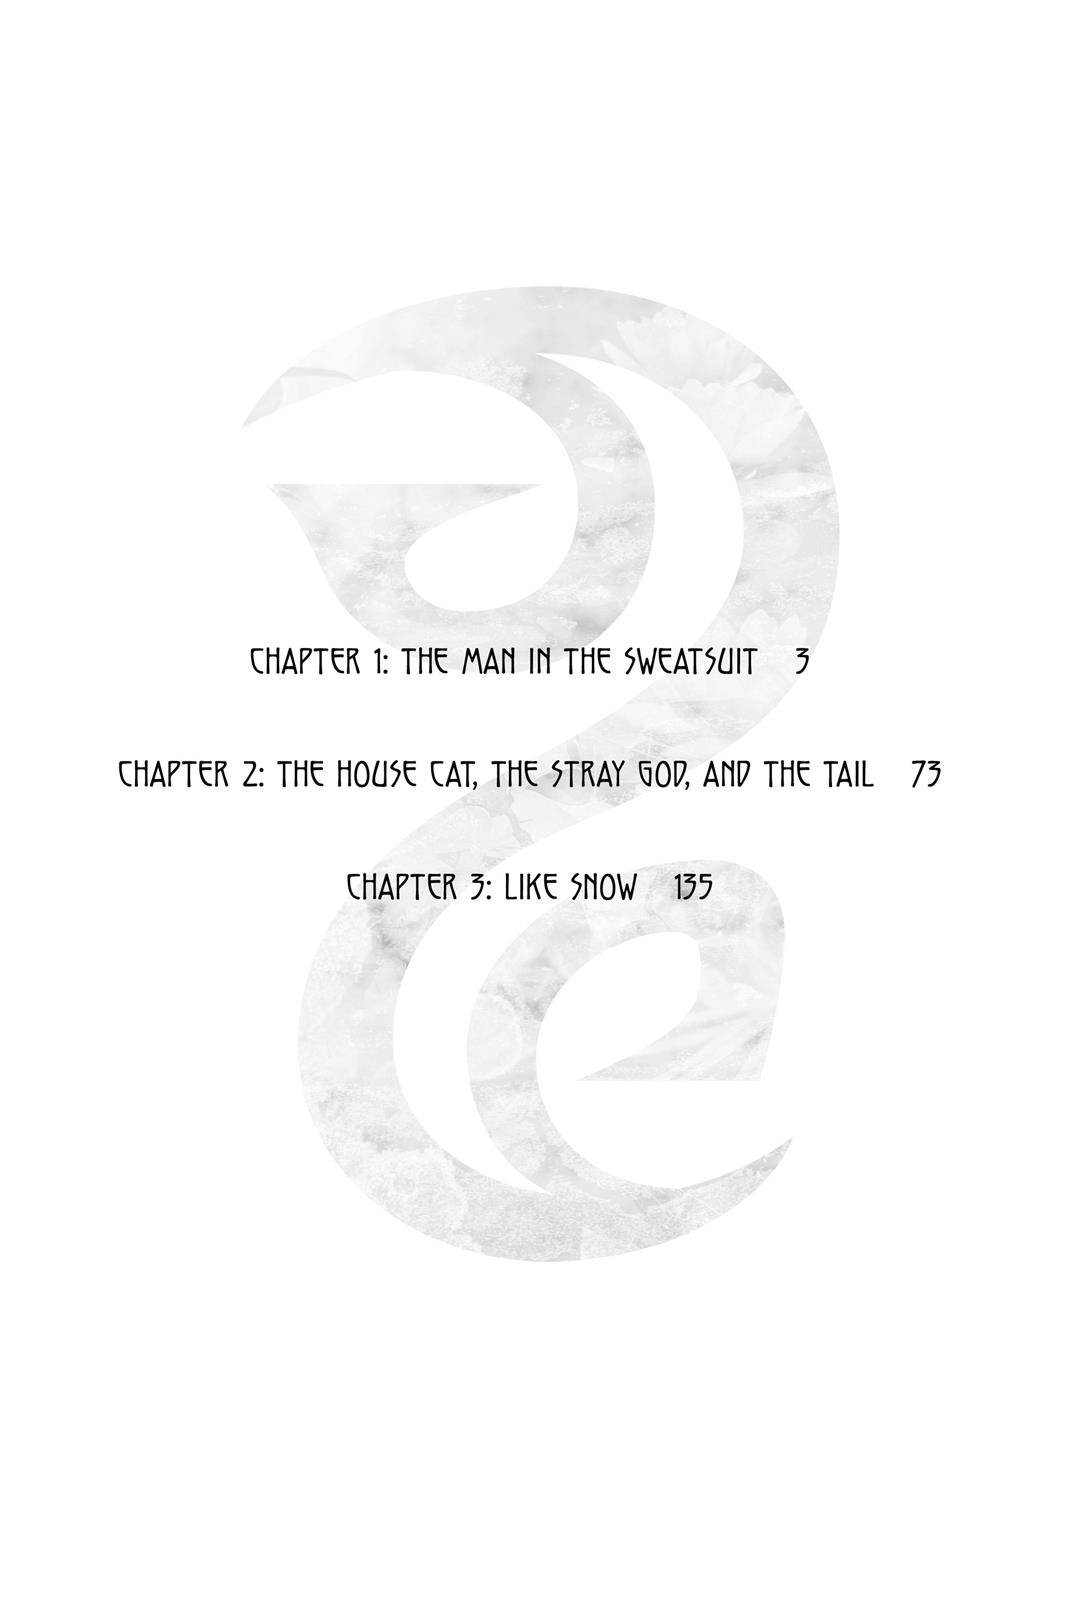 CHAPTER 1: THE MAN IN THE SWEATSUIT 3
CHAPTER 2: THE HOUSE CAT, THE STRAY GOD, AND THE TAIL 73
CHAPTER 3: LIKE SNOW 135